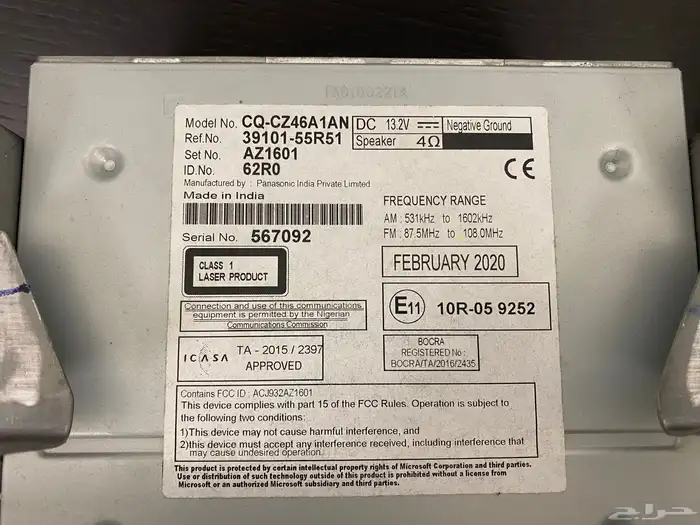 Model No. CQ-CZ46A1AN
Ref.No. 39101-55R51
Set No. AZ1601
ID.No. 62R0
DC 13.2V Negative Ground
Speaker 4Ω
Manufactured by : Panasonic India Private Limited
Made in India
CE
Serial No. 567092
FREQUENCY RANGE
AM : 531kHz to 1602kHz
FM : 87.5MHz to 108.0MHz
CLASS 1
LASER PRODUCT
FEBRUARY 2020
Connection and use of this communications
equipment is permitted by the Nigerian
Communications Commission
E11 10R-05 9252
ICASA TA - 2015 / 2397
APPROVED
BOCRA
REGISTERED No :
BOCRA/TA/2016/2435
Contains FCC ID : ACJ932AZ1601
This device complies with part 15 of the FCC Rules. Operation is subject to
the following two conditions:
1)This device may not cause harmful interference, and
2)this device must accept any interference received, including interference that
may cause undesired operation.
This product is protected by certain intellectual property rights of Microsoft Corporation and third parties.
Use or distribution of such technology outside of this product is prohibited without a license from
Microsoft or an authorized Microsoft subsidiary and third parties.
حراج